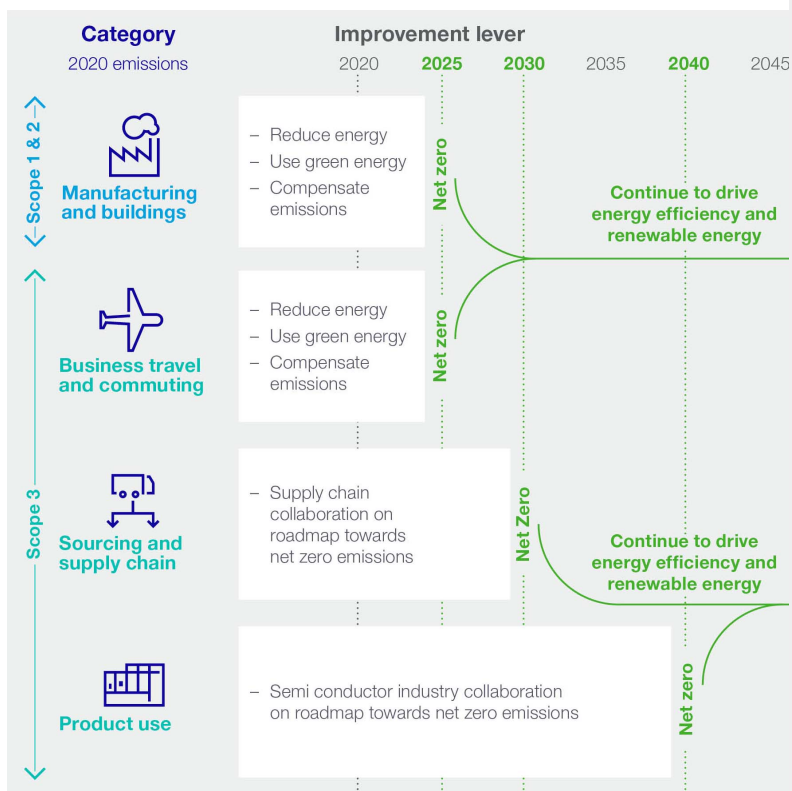 Category
2020 emissions
Improvement lever
2020 2025 2030 2035 2040 2045
Scope 1 & 2
Manufacturing
and buildings
– Reduce energy
– Use green energy
– Compensate
emissions
Net zero
Continue to drive
energy efficiency and
renewable energy
Scope 3
Business travel
and commuting
– Reduce energy
– Use green energy
– Compensate
emissions
Net zero
Sourcing and
supply chain
– Supply chain
collaboration on
roadmap towards
net zero emissions
Net Zero
Continue to drive
energy efficiency and
renewable energy
Product use
– Semi conductor industry collaboration
on roadmap towards net zero emissions
Net zero